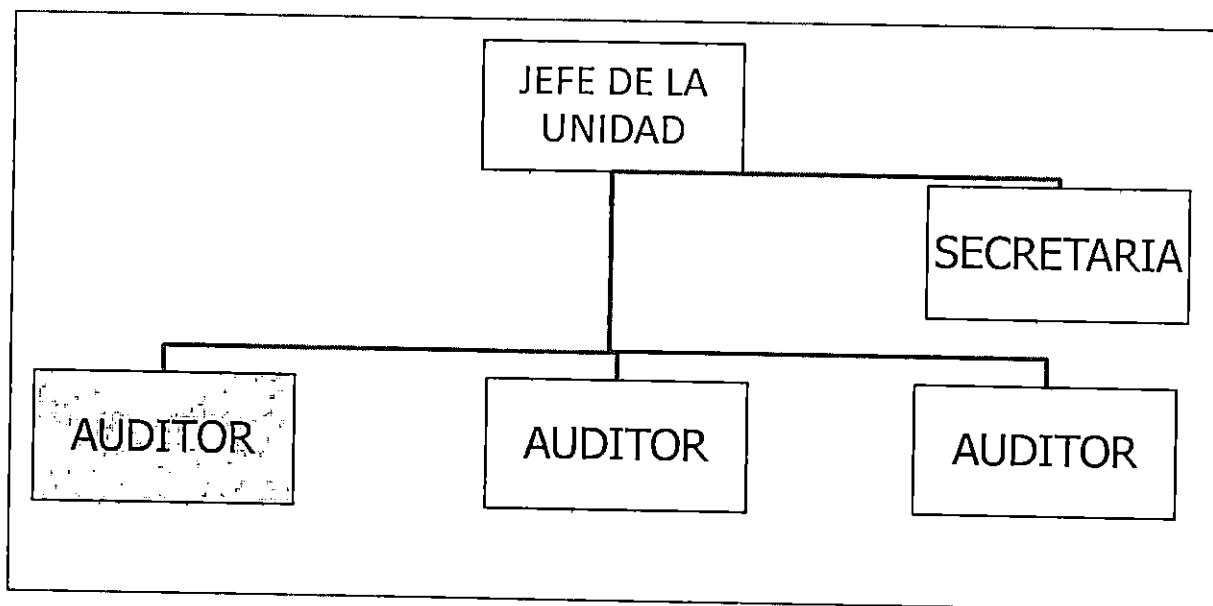 JEFE DE LA
UNIDAD
SECRETARIA
AUDITOR
AUDITOR
AUDITOR